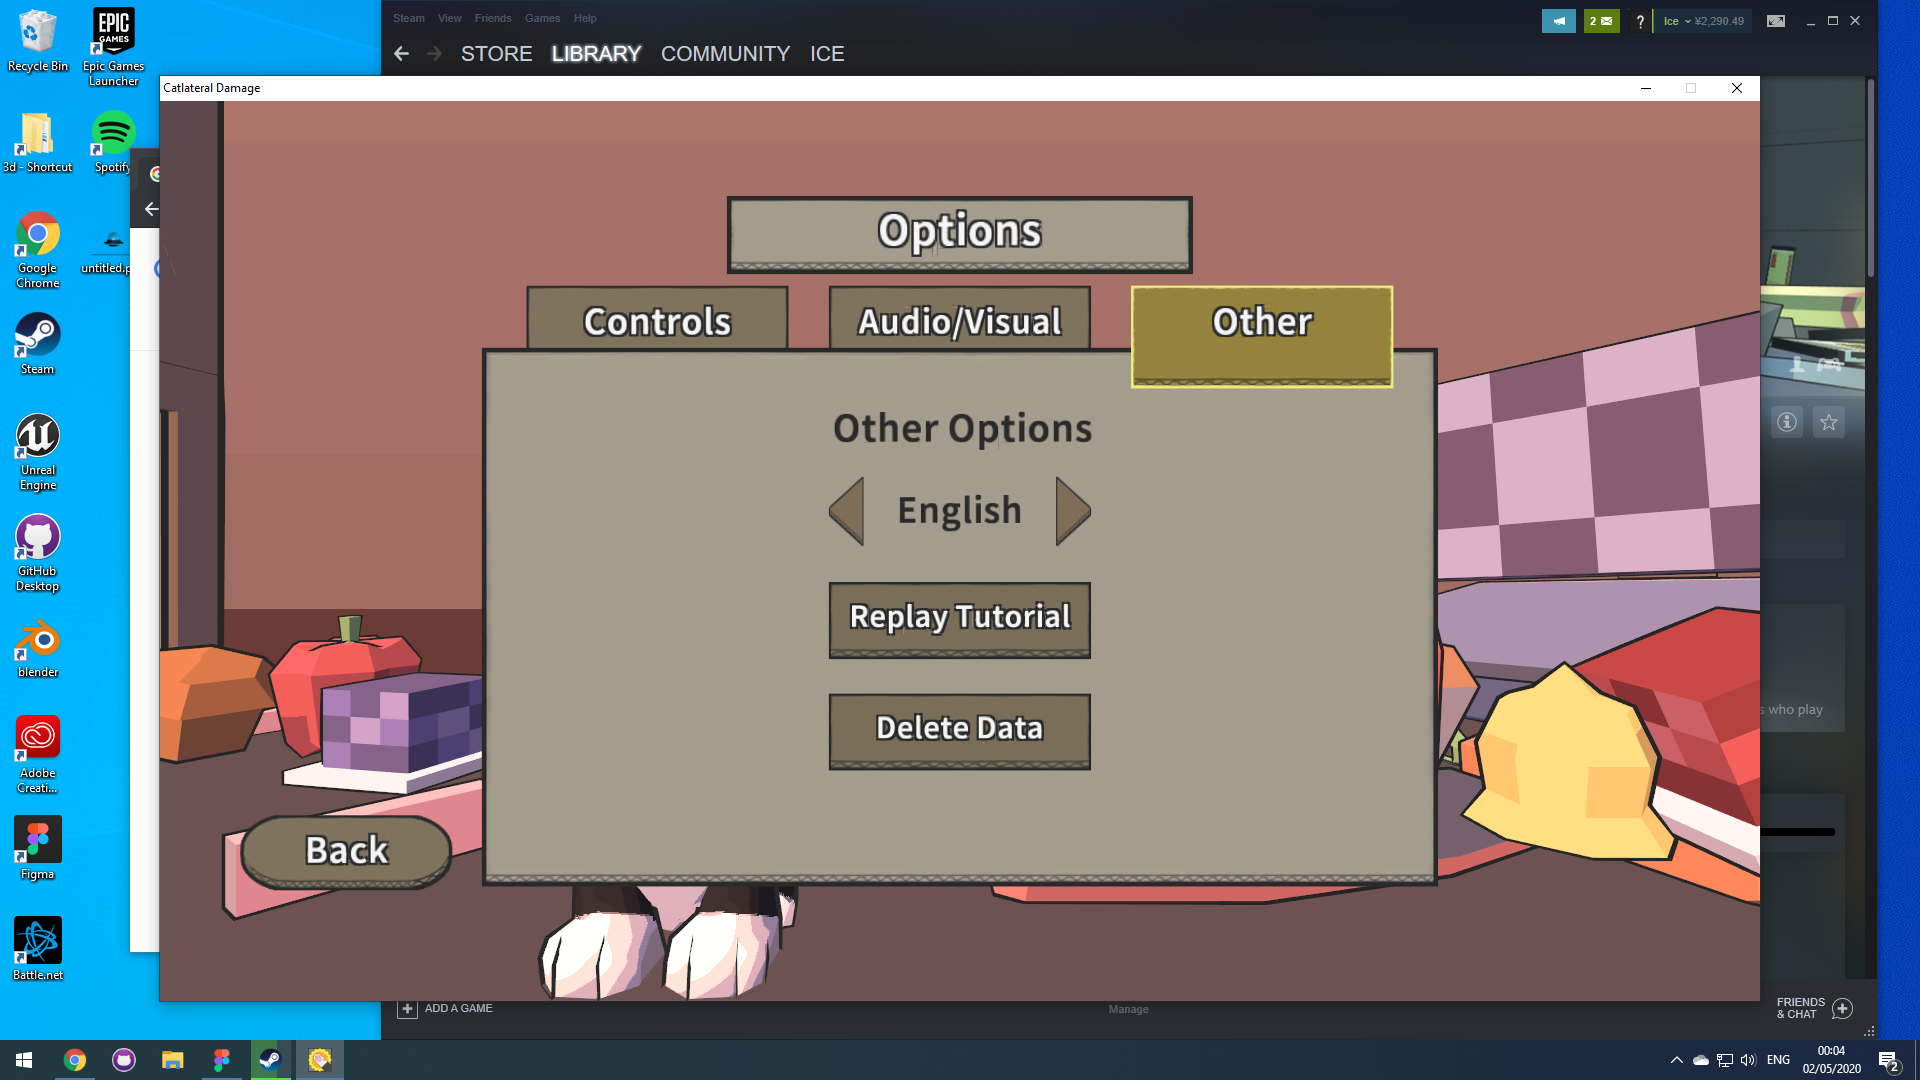 Recycle Bin
Epic Games
Launcher
EPIC
GAMES
3d - Shortcut
Spotify
Google
Chrome
untitled.p
Steam
Unreal
Engine
GitHub
Desktop
blender
Adobe
Creati...
Figma
Battle.net
Steam View Friends Games Help
2
?
Ice ¥2,290.49
STORE LIBRARY COMMUNITY ICE
Catlateral Damage
Options
Controls
Audio/Visual
Other
Other Options
English
Replay Tutorial
Delete Data
Back
s who play
ADD A GAME
Manage
FRIENDS
& CHAT
ENG
00:04
02/05/2020
2